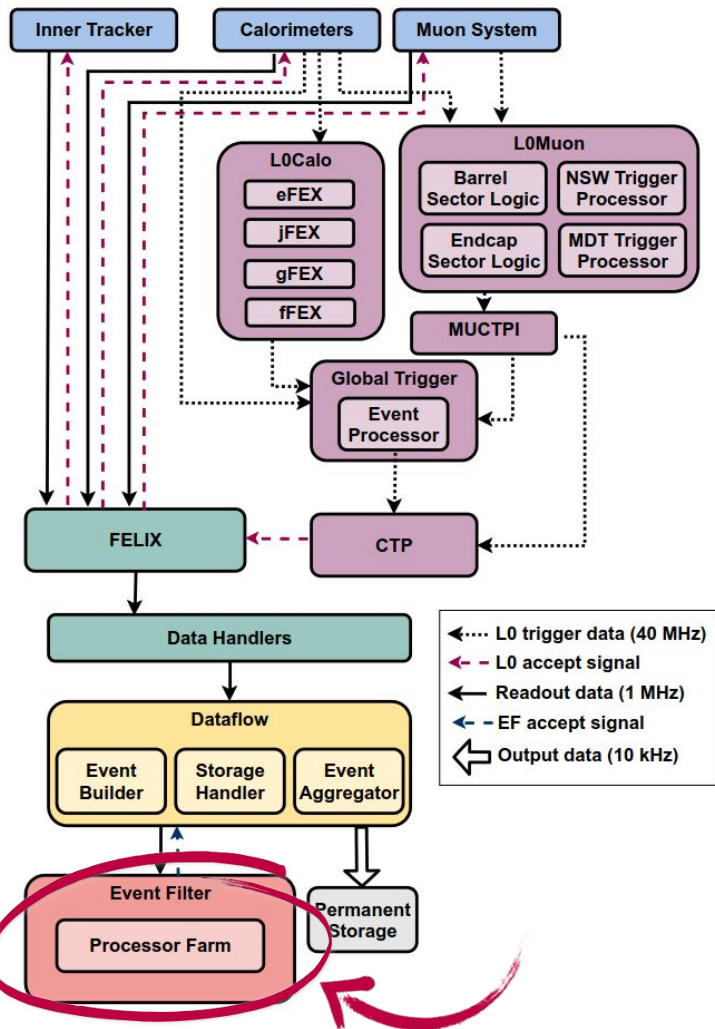 Inner Tracker
Calorimeters
Muon System
L0Calo
eFEX
jFEX
gFEX
fFEX
L0Muon
Barrel
Sector Logic
NSW Trigger
Processor
Endcap
Sector Logic
MDT Trigger
Processor
MUCTPI
Global Trigger
Event
Processor
FELIX
CTP
Data Handlers
L0 trigger data (40 MHz)
L0 accept signal
Readout data (1 MHz)
EF accept signal
Output data (10 kHz)
Dataflow
Event
Builder
Storage
Handler
Event
Aggregator
Event Filter
Processor Farm
Permanent
Storage